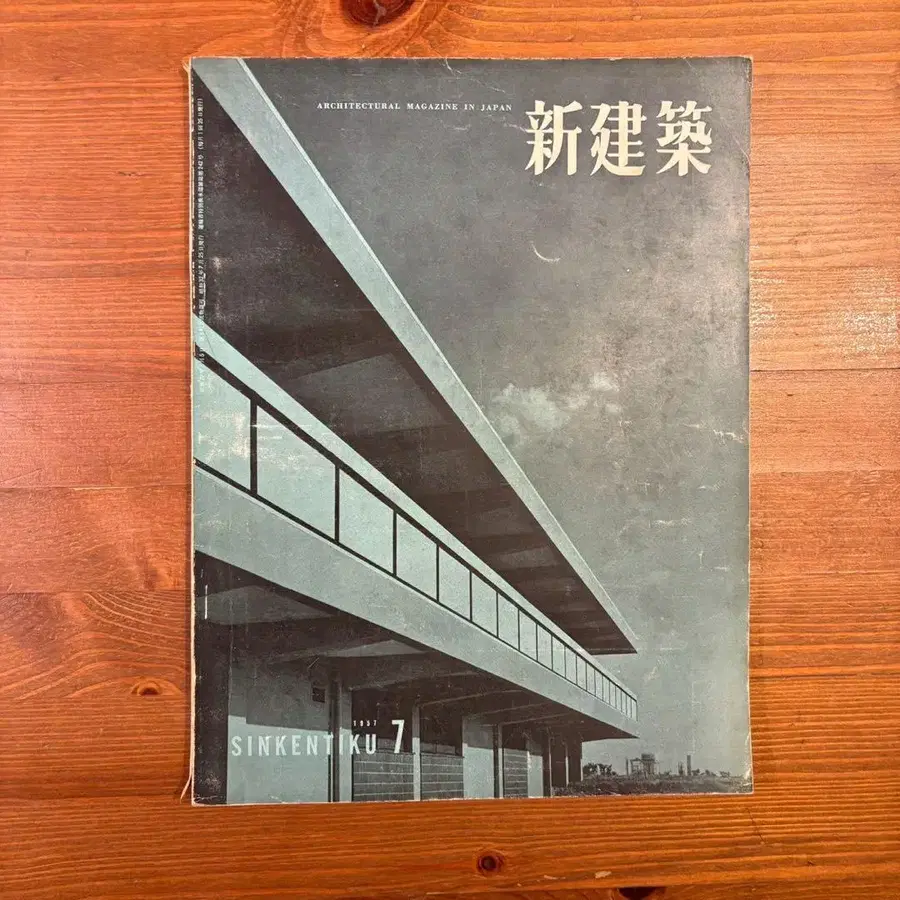 ARCHITECTURAL MAGAZINE IN JAPAN
新建築
1957
SINKENTIKU 7